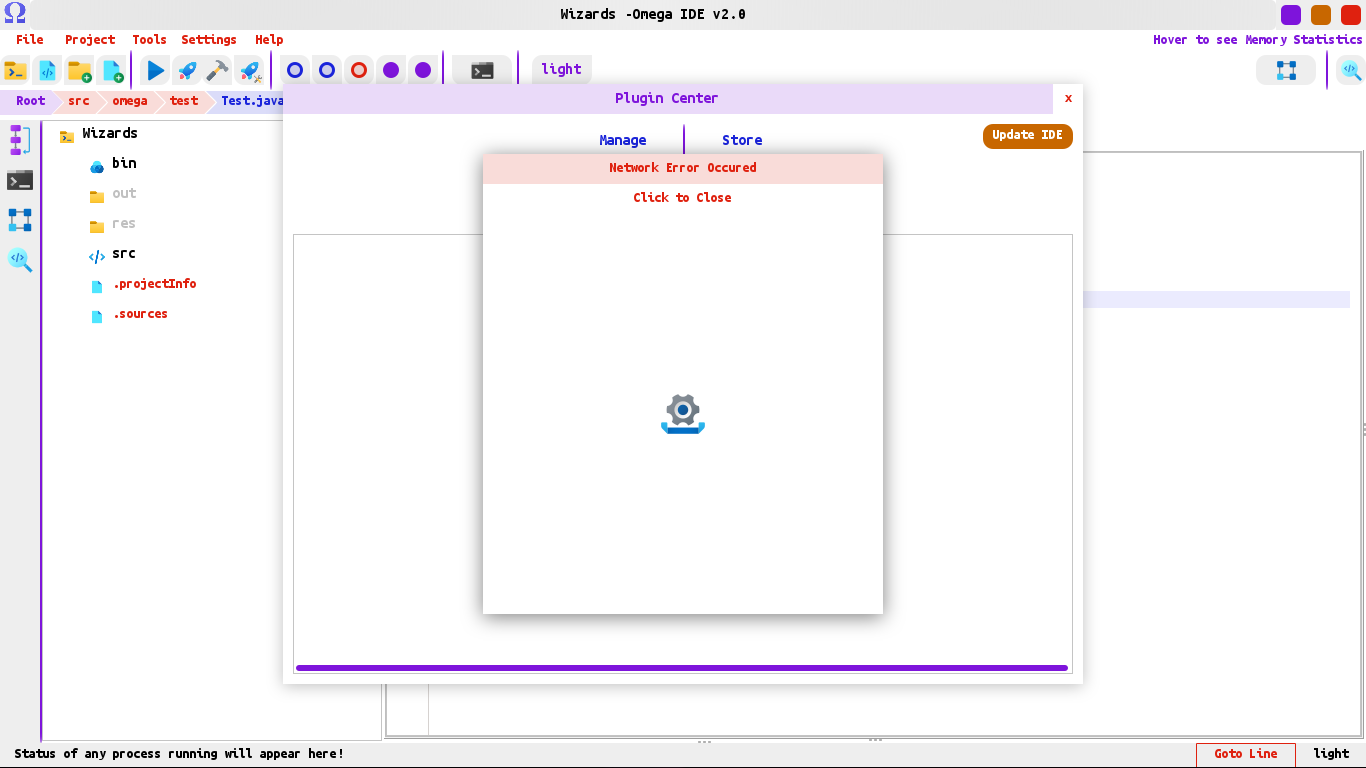 Wizards -Omega IDE v2.0
File Project Tools Settings Help
Hover to see Memory Statistics
light
Root src omega test Test.java
Plugin Center
x
Manage Store
Update IDE
Network Error Occured
Click to Close
Wizards
bin
out
res
src
.projectInfo
.sources
Status of any process running will appear here!
Goto Line
light